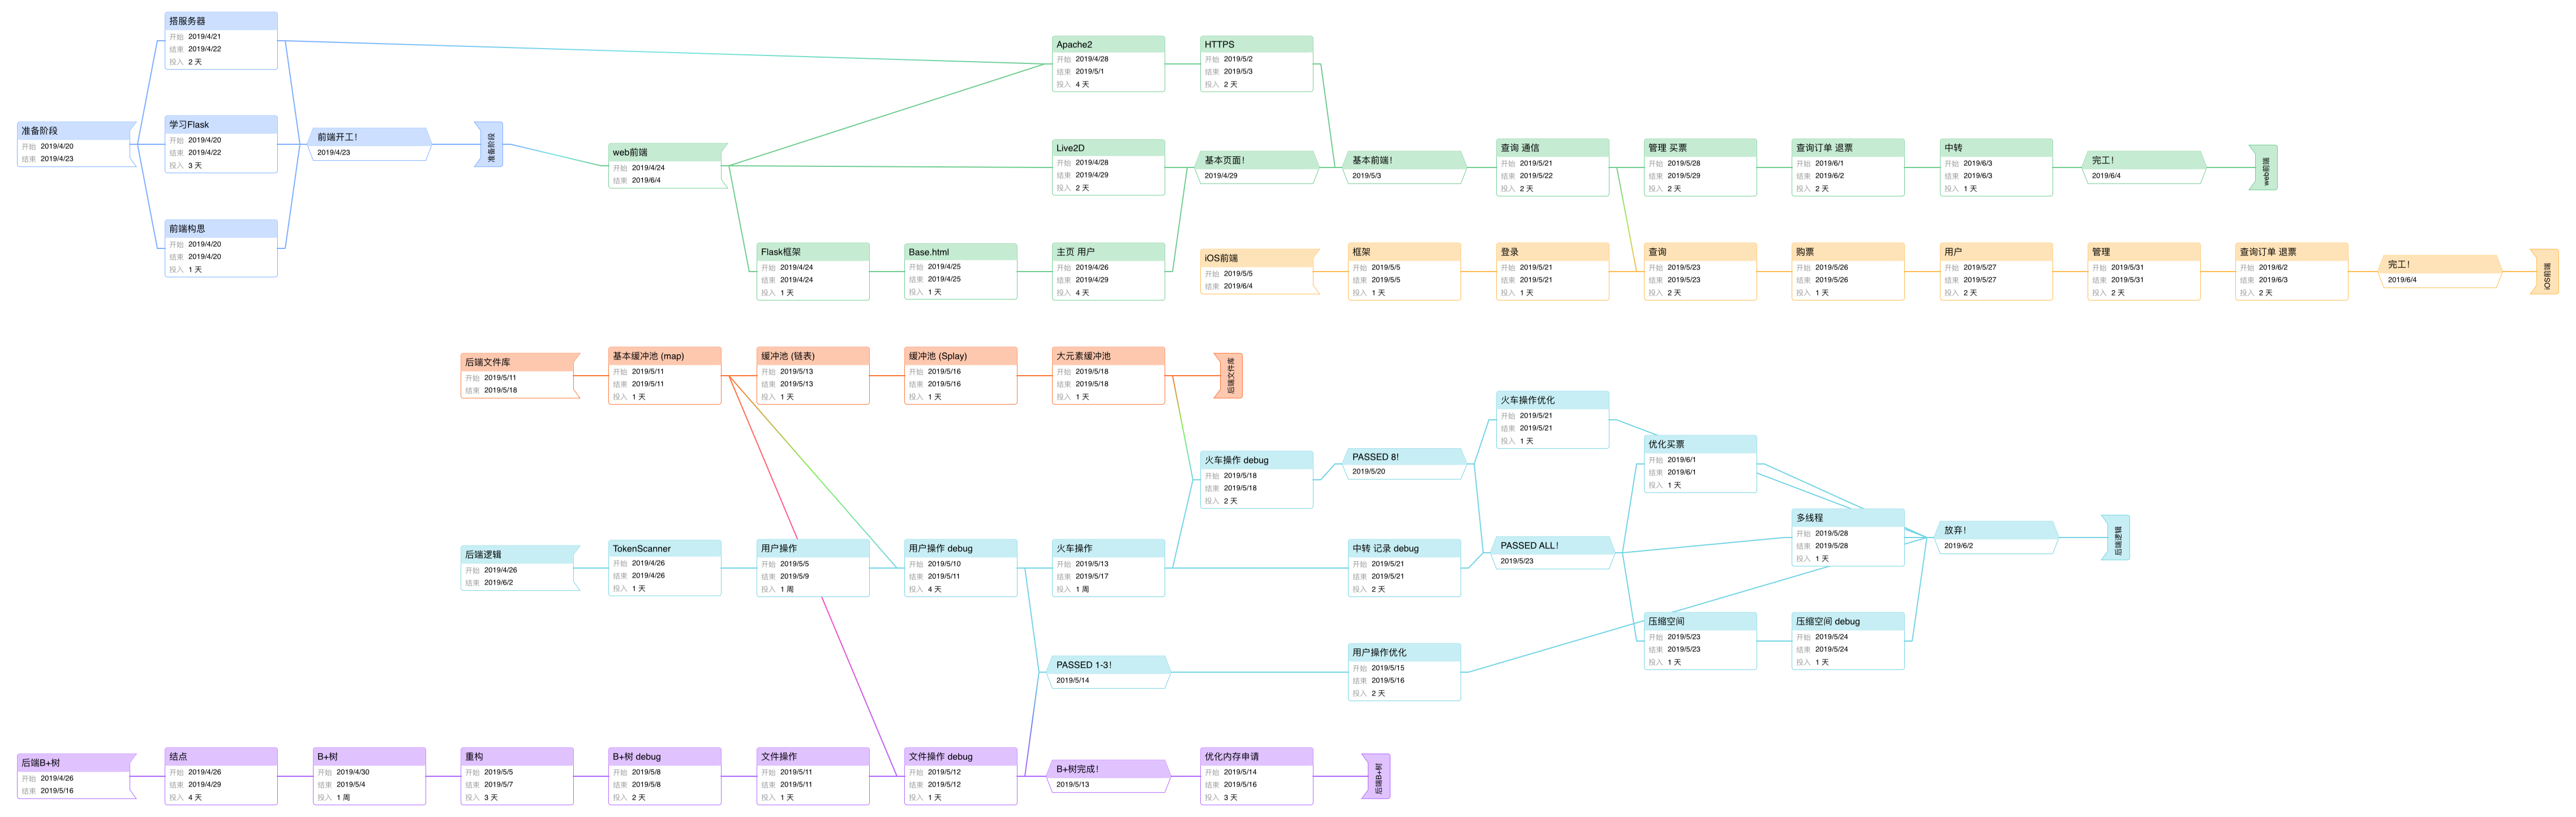 搭服务器
开始 2019/4/21
结束 2019/4/22
投入 2 天
准备阶段
开始 2019/4/20
结束 2019/4/23
学习Flask
开始 2019/4/20
结束 2019/4/22
投入 3 天
前端构思
开始 2019/4/20
结束 2019/4/20
投入 1 天
前端开工!
2019/4/23
准备阶段
web前端
开始 2019/4/24
结束 2019/6/4
Apache2
开始 2019/4/28
结束 2019/5/1
投入 4 天
HTTPS
开始 2019/5/2
结束 2019/5/3
投入 2 天
Live2D
开始 2019/4/28
结束 2019/4/29
投入 2 天
Flask框架
开始 2019/4/24
结束 2019/4/24
投入 1 天
Base.html
开始 2019/4/25
结束 2019/4/25
投入 1 天
主页 用户
开始 2019/4/26
结束 2019/4/29
投入 4 天
基本页面!
2019/4/29
基本前端!
2019/5/3
查询 通信
开始 2019/5/21
结束 2019/5/22
投入 2 天
管理 买票
开始 2019/5/28
结束 2019/5/29
投入 2 天
查询订单 退票
开始 2019/6/1
结束 2019/6/2
投入 2 天
中转
开始 2019/6/3
结束 2019/6/3
投入 1 天
完工!
2019/6/4
web前端
iOS前端
开始 2019/5/5
结束 2019/6/4
框架
开始 2019/5/5
结束 2019/5/5
投入 1 天
登录
开始 2019/5/21
结束 2019/5/21
投入 1 天
查询
开始 2019/5/23
结束 2019/5/23
投入 2 天
购票
开始 2019/5/26
结束 2019/5/26
投入 1 天
用户
开始 2019/5/27
结束 2019/5/27
投入 2 天
管理
开始 2019/5/31
结束 2019/5/31
投入 2 天
查询订单 退票
开始 2019/6/2
结束 2019/6/3
投入 2 天
完工!
2019/6/4
iOS前端
后端文件库
开始 2019/5/11
结束 2019/5/18
基本缓冲池 (map)
开始 2019/5/11
结束 2019/5/11
投入 1 天
缓冲池 (链表)
开始 2019/5/13
结束 2019/5/13
投入 1 天
缓冲池 (Splay)
开始 2019/5/16
结束 2019/5/16
投入 1 天
大元素缓冲池
开始 2019/5/18
结束 2019/5/18
投入 1 天
后端文件库
后端逻辑
开始 2019/4/26
结束 2019/6/2
TokenScanner
开始 2019/4/26
结束 2019/4/26
投入 1 天
用户操作
开始 2019/5/5
结束 2019/5/9
投入 1 周
用户操作 debug
开始 2019/5/10
结束 2019/5/11
投入 4 天
火车操作
开始 2019/5/13
结束 2019/5/17
投入 1 周
火车操作 debug
开始 2019/5/18
结束 2019/5/18
投入 2 天
PASSED 8!
2019/5/20
火车操作优化
开始 2019/5/21
结束 2019/5/21
投入 1 天
中转 记录 debug
开始 2019/5/21
结束 2019/5/21
投入 2 天
PASSED ALL!
2019/5/23
优化买票
开始 2019/6/1
结束 2019/6/1
投入 1 天
多线程
开始 2019/5/28
结束 2019/5/28
投入 1 天
压缩空间
开始 2019/5/23
结束 2019/5/23
投入 1 天
压缩空间 debug
开始 2019/5/24
结束 2019/5/24
投入 1 天
放弃!
2019/6/2
后端逻辑
PASSED 1-3!
2019/5/14
用户操作优化
开始 2019/5/15
结束 2019/5/16
投入 2 天
后端B+树
开始 2019/4/26
结束 2019/5/16
结点
开始 2019/4/26
结束 2019/4/29
投入 4 天
B+树
开始 2019/4/30
结束 2019/5/4
投入 1 周
重构
开始 2019/5/5
结束 2019/5/7
投入 3 天
B+树 debug
开始 2019/5/8
结束 2019/5/8
投入 2 天
文件操作
开始 2019/5/11
结束 2019/5/11
投入 1 天
文件操作 debug
开始 2019/5/12
结束 2019/5/12
投入 1 天
B+树完成!
2019/5/13
优化内存申请
开始 2019/5/14
结束 2019/5/16
投入 3 天
后端B+树